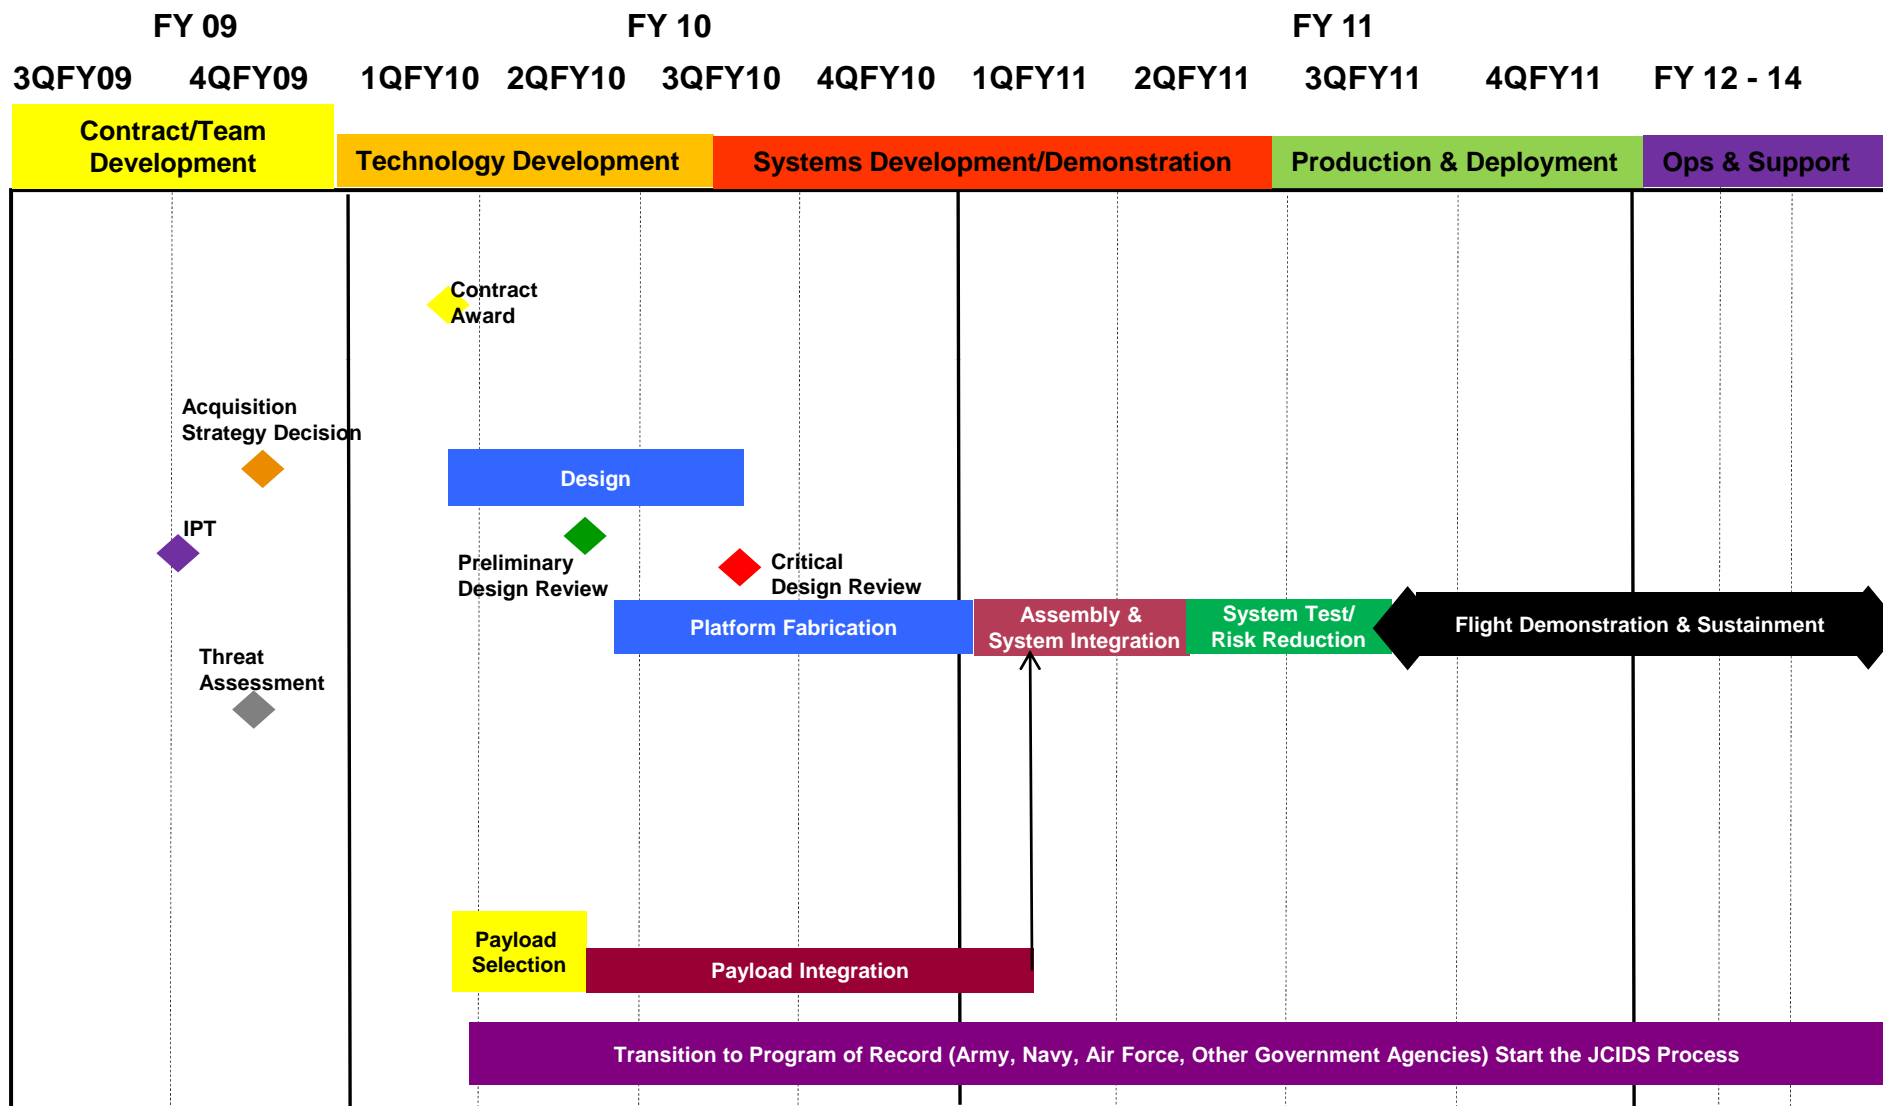 FY 09 FY 10 FY 11
3QFY09 4QFY09 1QFY10 2QFY10 3QFY10 4QFY10 1QFY11 2QFY11 3QFY11 4QFY11 FY 12 - 14
Contract/Team
Development
Technology Development
Systems Development/Demonstration
Production & Deployment
Ops & Support
Contract
Award
Acquisition
Strategy Decision
Design
IPT
Preliminary
Design Review
Critical
Design Review
Platform Fabrication
Assembly &
System Integration
System Test/
Risk Reduction
Flight Demonstration & Sustainment
Threat
Assessment
Payload
Selection
Payload Integration
Transition to Program of Record (Army, Navy, Air Force, Other Government Agencies) Start the JCIDS Process